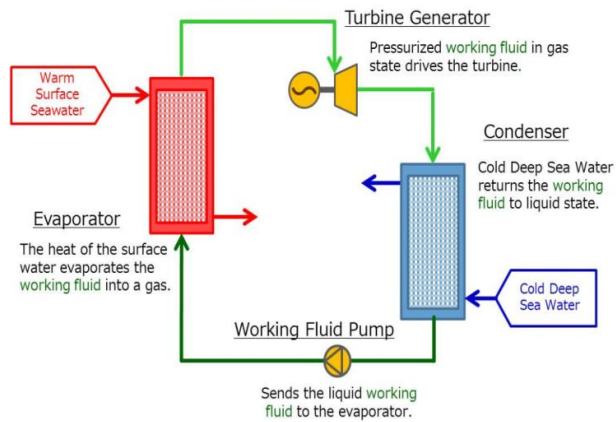 Turbine Generator
Pressurized working fluid in gas
state drives the turbine.
Warm
Surface
Seawater
Condenser
Cold Deep Sea Water
returns the working
fluid to liquid state.
Evaporator
The heat of the surface
water evaporates the
working fluid into a gas.
Cold Deep
Sea Water
Working Fluid Pump
Sends the liquid working
fluid to the evaporator.